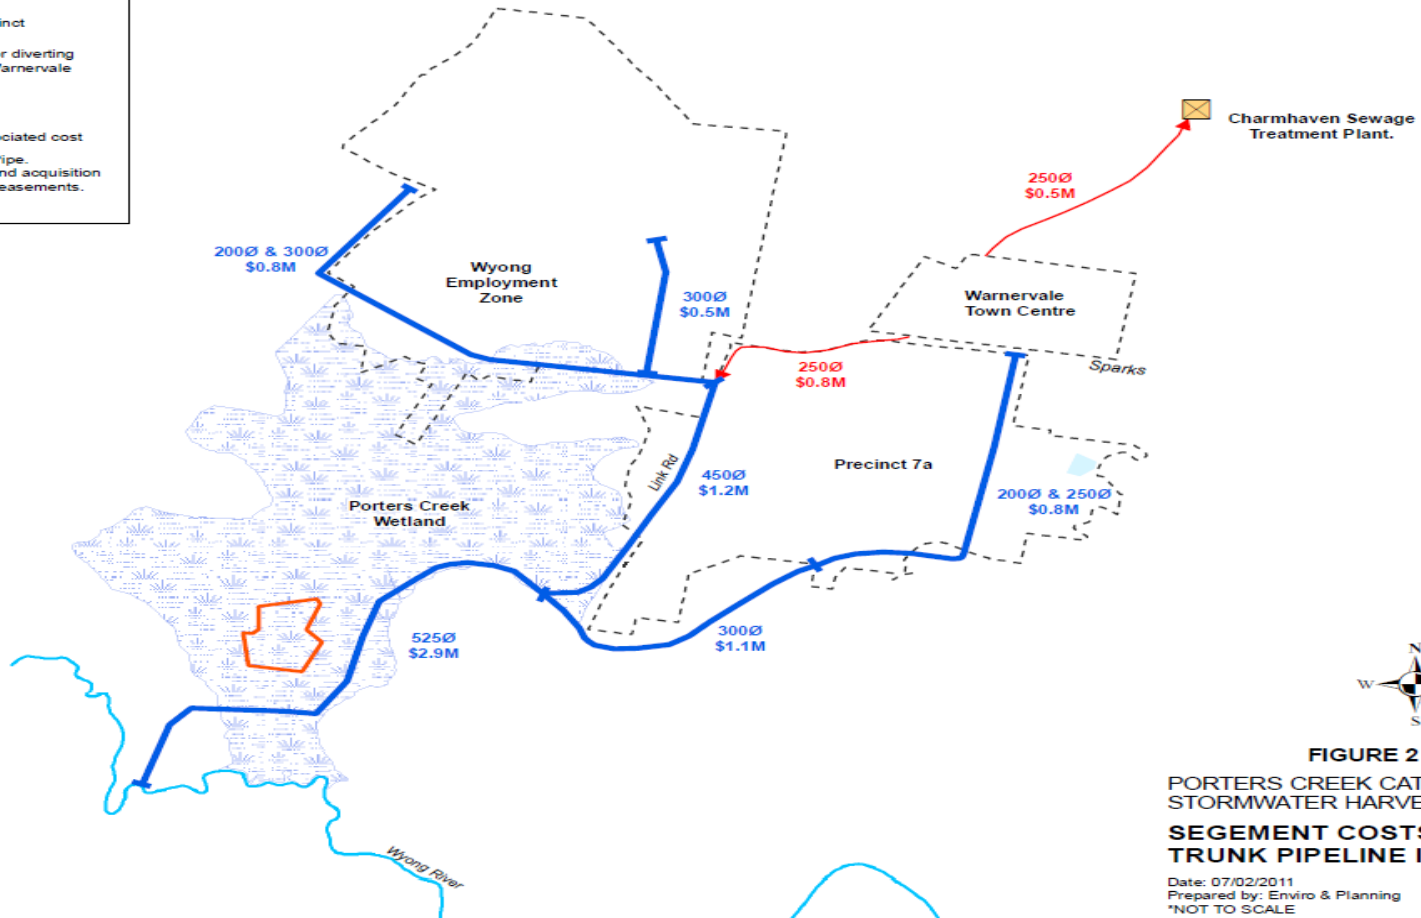 inct
r diverting
Warnervale
ociated cost
Pipe.
nd acquisition
easements.
Charmhaven Sewage
Treatment Plant.
250Ø
$0.5M
200Ø & 300Ø
$0.8M
Wyong
Employment
Zone
300Ø
$0.5M
Warnervale
Town Centre
250Ø
$0.8M
Sparks
Link Rd
450Ø
$1.2M
Precinct 7a
200Ø & 250Ø
$0.8M
Porters Creek
Wetland
525Ø
$2.9M
300Ø
$1.1M
N
W
S
Wyong River
FIGURE 2
PORTERS CREEK CAT
STORMWATER HARVE
SEGEMENT COSTS
TRUNK PIPELINE I
Date: 07/02/2011
Prepared by: Enviro & Planning
*NOT TO SCALE